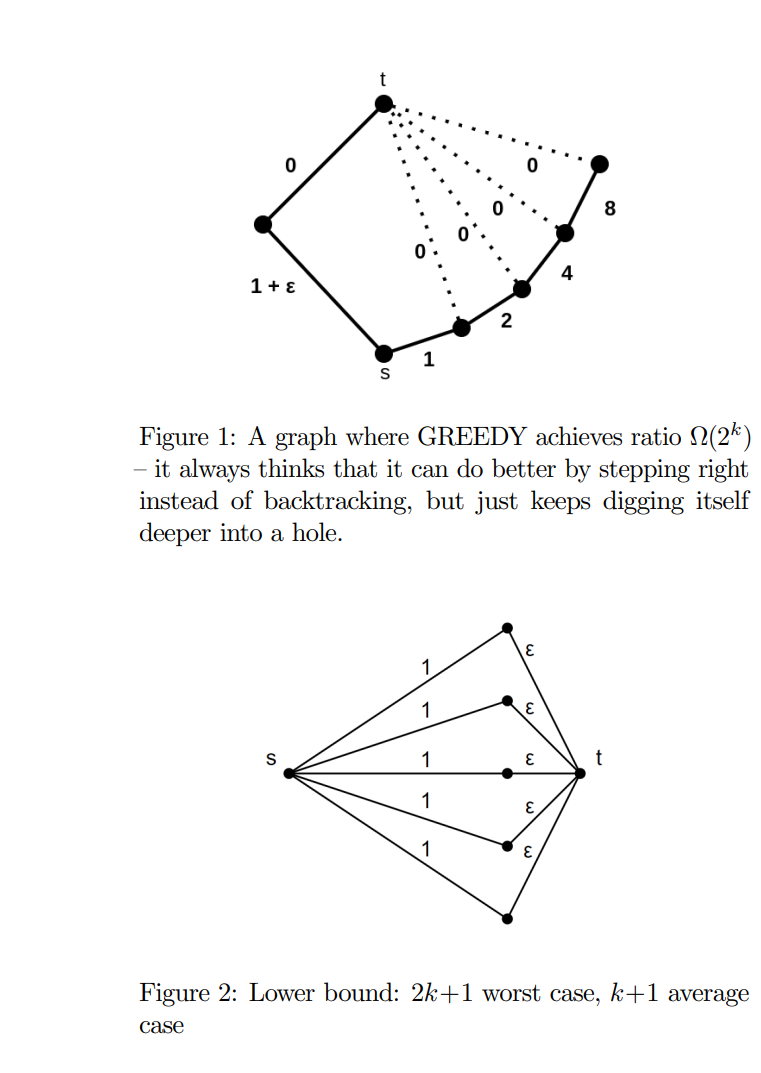 t
0
0
8
0
0
0
1 + ε
4
2
1
s
Figure 1: A graph where GREEDY achieves ratio Ω(2^k)
– it always thinks that it can do better by stepping right
instead of backtracking, but just keeps digging itself
deeper into a hole.
ε
1
1
ε
s
1
ε
t
1
ε
1
ε
Figure 2: Lower bound: 2k+1 worst case, k+1 average
case